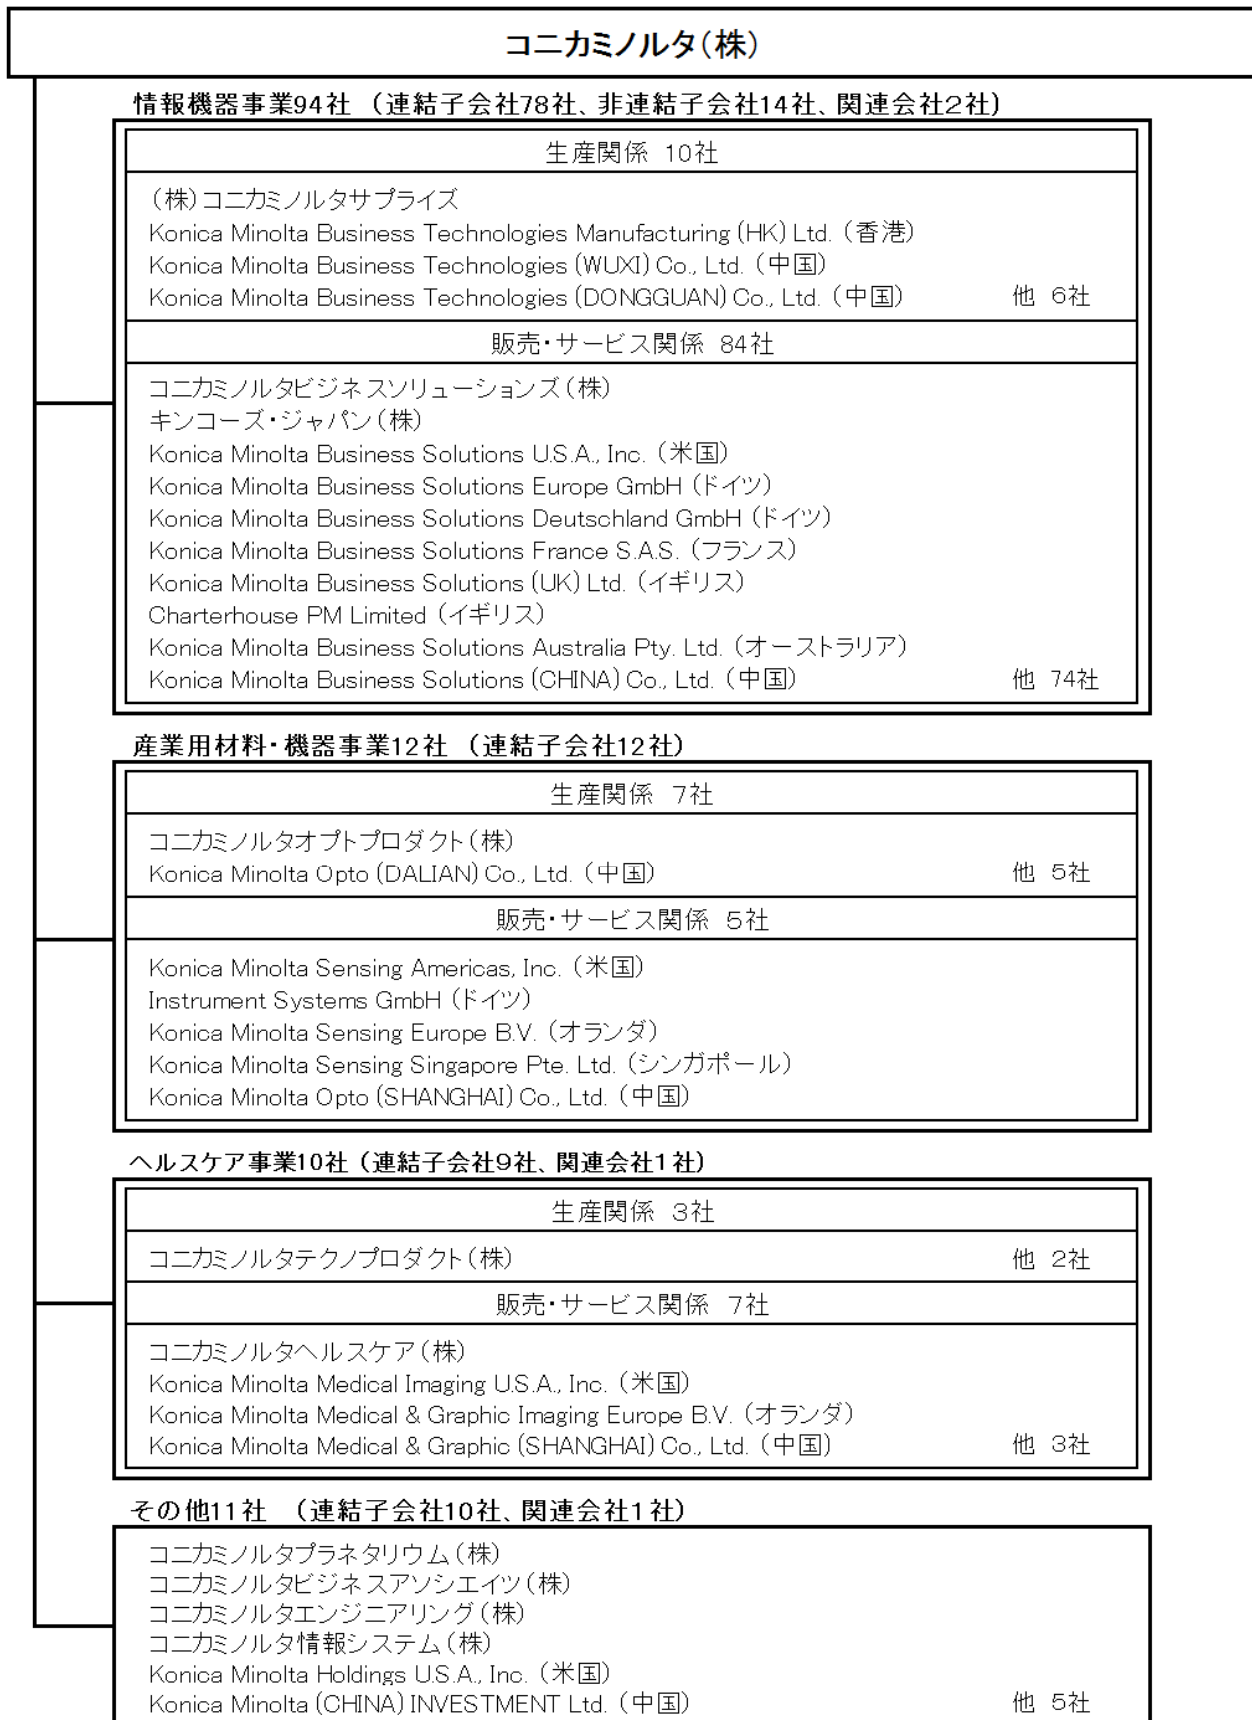 コニカミノルタ(株)
情報機器事業94社 (連結子会社78社、非連結子会社14社、関連会社2社)
生産関係 10社
(株)コニカミノルタサプライズ
Konica Minolta Business Technologies Manufacturing (HK) Ltd. (香港)
Konica Minolta Business Technologies (WUXI) Co., Ltd. (中国)
Konica Minolta Business Technologies (DONGGUAN) Co., Ltd. (中国) 他 6社
販売・サービス関係 84社
コニカミノルタビジネスソリューションズ(株)
キンコーズ・ジャパン(株)
Konica Minolta Business Solutions U.S.A., Inc. (米国)
Konica Minolta Business Solutions Europe GmbH (ドイツ)
Konica Minolta Business Solutions Deutschland GmbH (ドイツ)
Konica Minolta Business Solutions France S.A.S. (フランス)
Konica Minolta Business Solutions (UK) Ltd. (イギリス)
Charterhouse PM Limited (イギリス)
Konica Minolta Business Solutions Australia Pty. Ltd. (オーストラリア)
Konica Minolta Business Solutions (CHINA) Co., Ltd. (中国) 他 74社
産業用材料・機器事業12社 (連結子会社12社)
生産関係 7社
コニカミノルタオプトプロダクト(株)
Konica Minolta Opto (DALIAN) Co., Ltd. (中国) 他 5社
販売・サービス関係 5社
Konica Minolta Sensing Americas, Inc. (米国)
Instrument Systems GmbH (ドイツ)
Konica Minolta Sensing Europe B.V. (オランダ)
Konica Minolta Sensing Singapore Pte. Ltd. (シンガポール)
Konica Minolta Opto (SHANGHAI) Co., Ltd. (中国)
ヘルスケア事業10社 (連結子会社9社、関連会社1社)
生産関係 3社
コニカミノルタテクノプロダクト(株) 他 2社
販売・サービス関係 7社
コニカミノルタヘルスケア(株)
Konica Minolta Medical Imaging U.S.A., Inc. (米国)
Konica Minolta Medical & Graphic Imaging Europe B.V. (オランダ)
Konica Minolta Medical & Graphic (SHANGHAI) Co., Ltd. (中国) 他 3社
その他11社 (連結子会社10社、関連会社1社)
コニカミノルタプラネタリウム(株)
コニカミノルタビジネスアソシエイツ(株)
コニカミノルタエンジニアリング(株)
コニカミノルタ情報システム(株)
Konica Minolta Holdings U.S.A., Inc. (米国)
Konica Minolta (CHINA) INVESTMENT Ltd. (中国) 他 5社